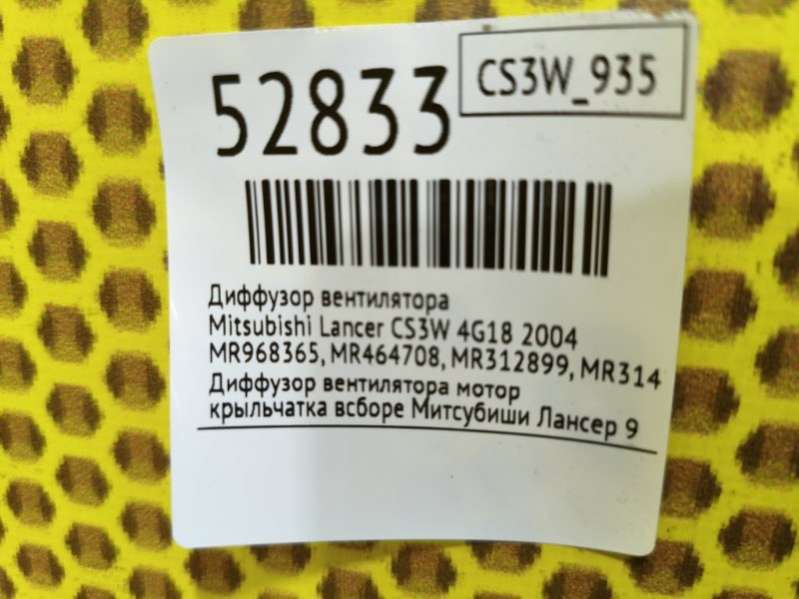 52833
CS3W_935
Диффузор вентилятора
Mitsubishi Lancer CS3W 4G18 2004
MR968365, MR464708, MR312899, MR314
Диффузор вентилятора мотор
крыльчатка всборе Митсубиши Лансер 9